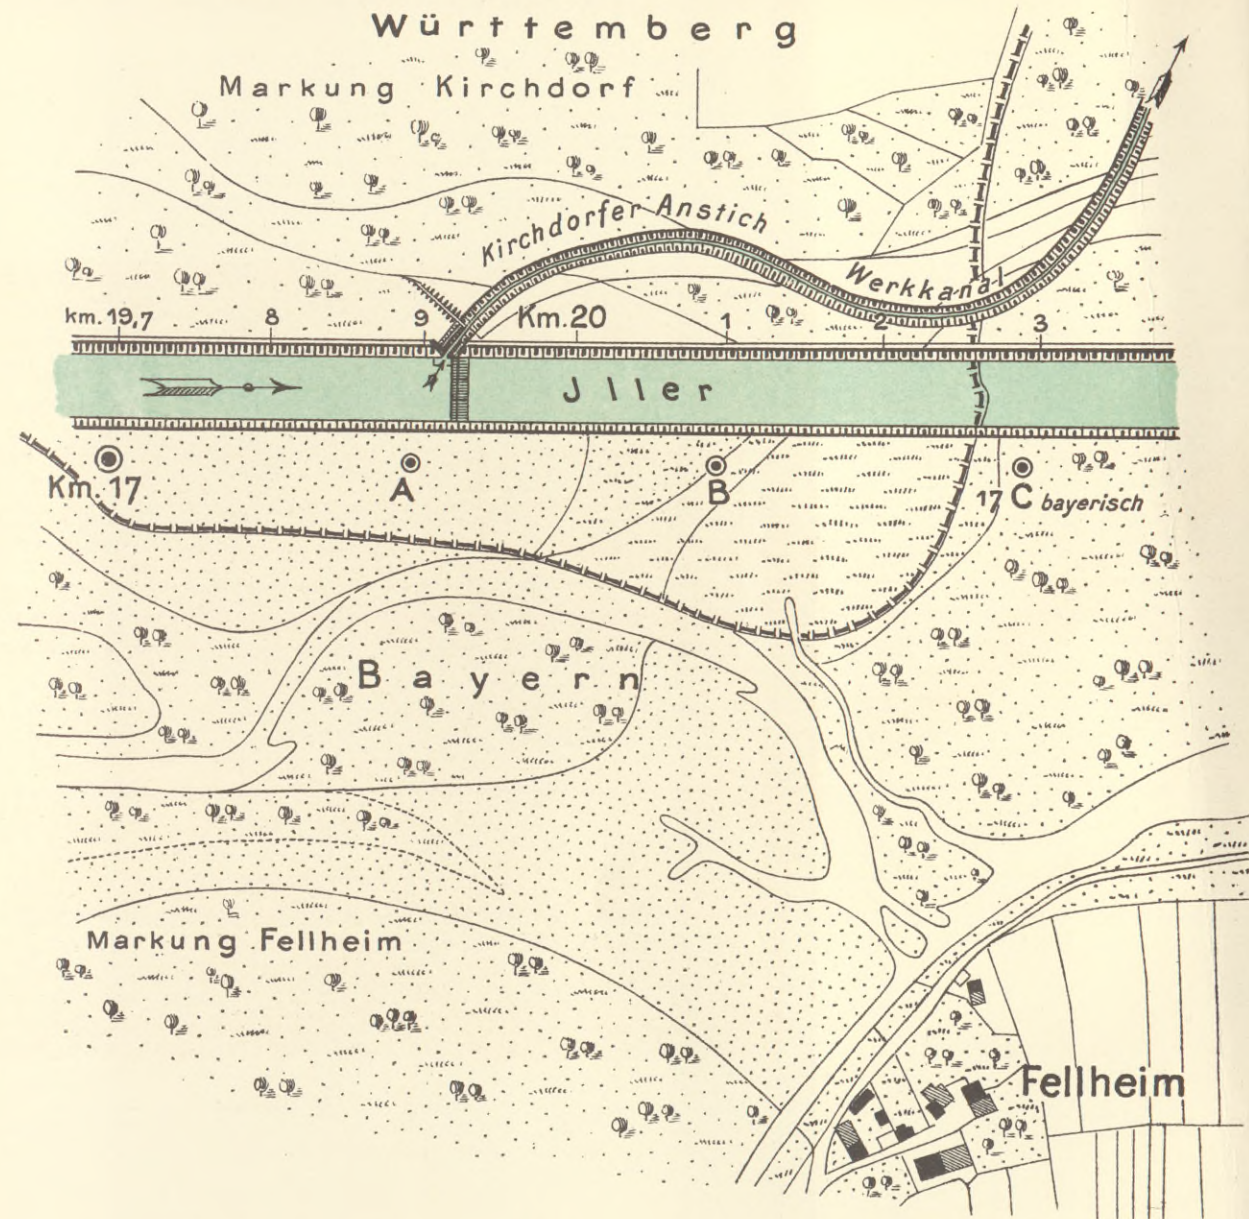 Württemberg
Markung Kirchdorf
Kirchdorfer Anstich
Werkkanal
km. 19,7 8 9 Km. 20 1 2 3
Jller
Km. 17 A B 17 C bayerisch
Bayern
Markung Fellheim
Fellheim